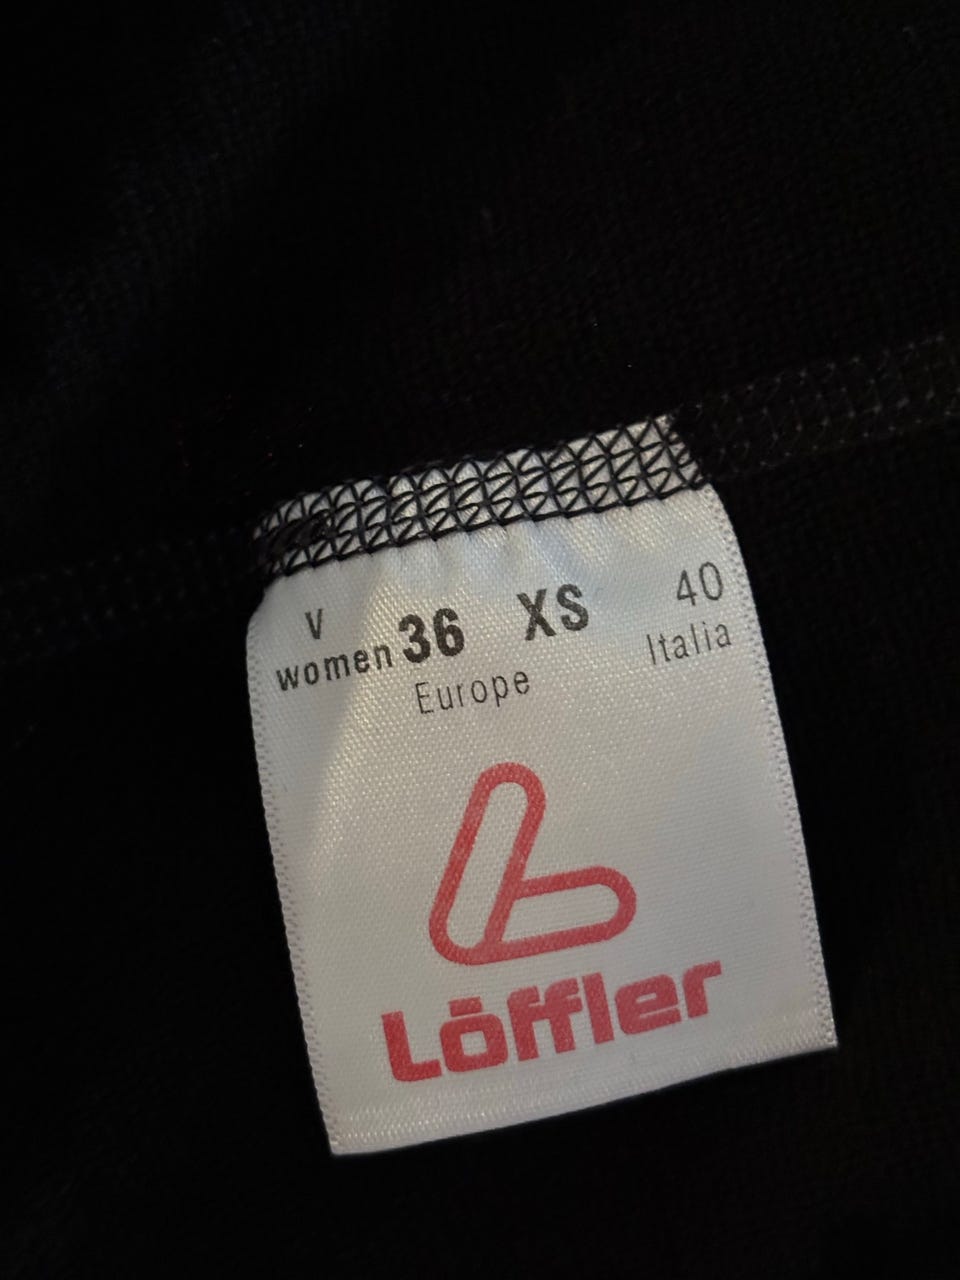 V 36 XS 40
women Europe Italia
Löffler